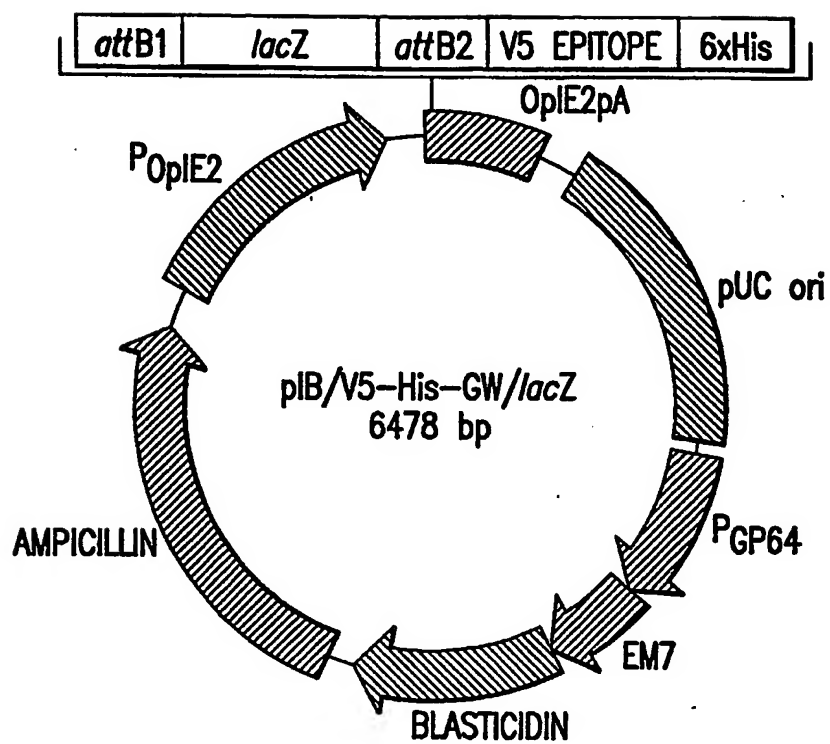 attB1 lacZ attB2 V5 EPITOPE 6xHis
OpIE2pA
POpIE2
pUC ori
pIB/V5-His-GW/lacZ
6478 bp
AMPICILLIN
PGP64
EM7
BLASTICIDIN